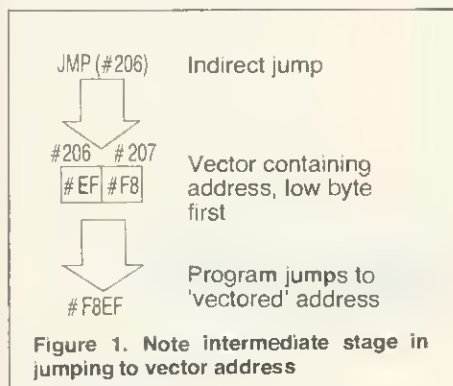 JMP (#206) Indirect jump
#206 #207
#EF #F8
Vector containing
address, low byte
first
#F8EF
Program jumps to
'vectored' address
Figure 1. Note intermediate stage in
jumping to vector address